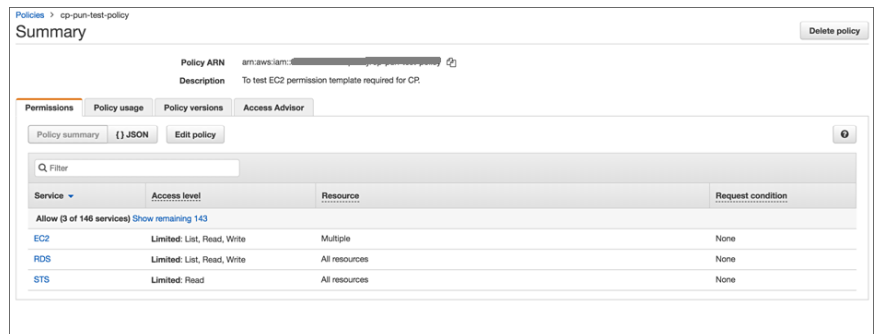 Policies > cp-pun-test-policy
Summary
Delete policy
Policy ARN arn:aws:iam::
Description To test EC2 permission template required for CP.
Permissions Policy usage Policy versions Access Advisor
Policy summary {} JSON Edit policy
Filter
Service Access level Resource Request condition
Allow (3 of 146 services) Show remaining 143
EC2 Limited: List, Read, Write Multiple None
RDS Limited: List, Read, Write All resources None
STS Limited: Read All resources None